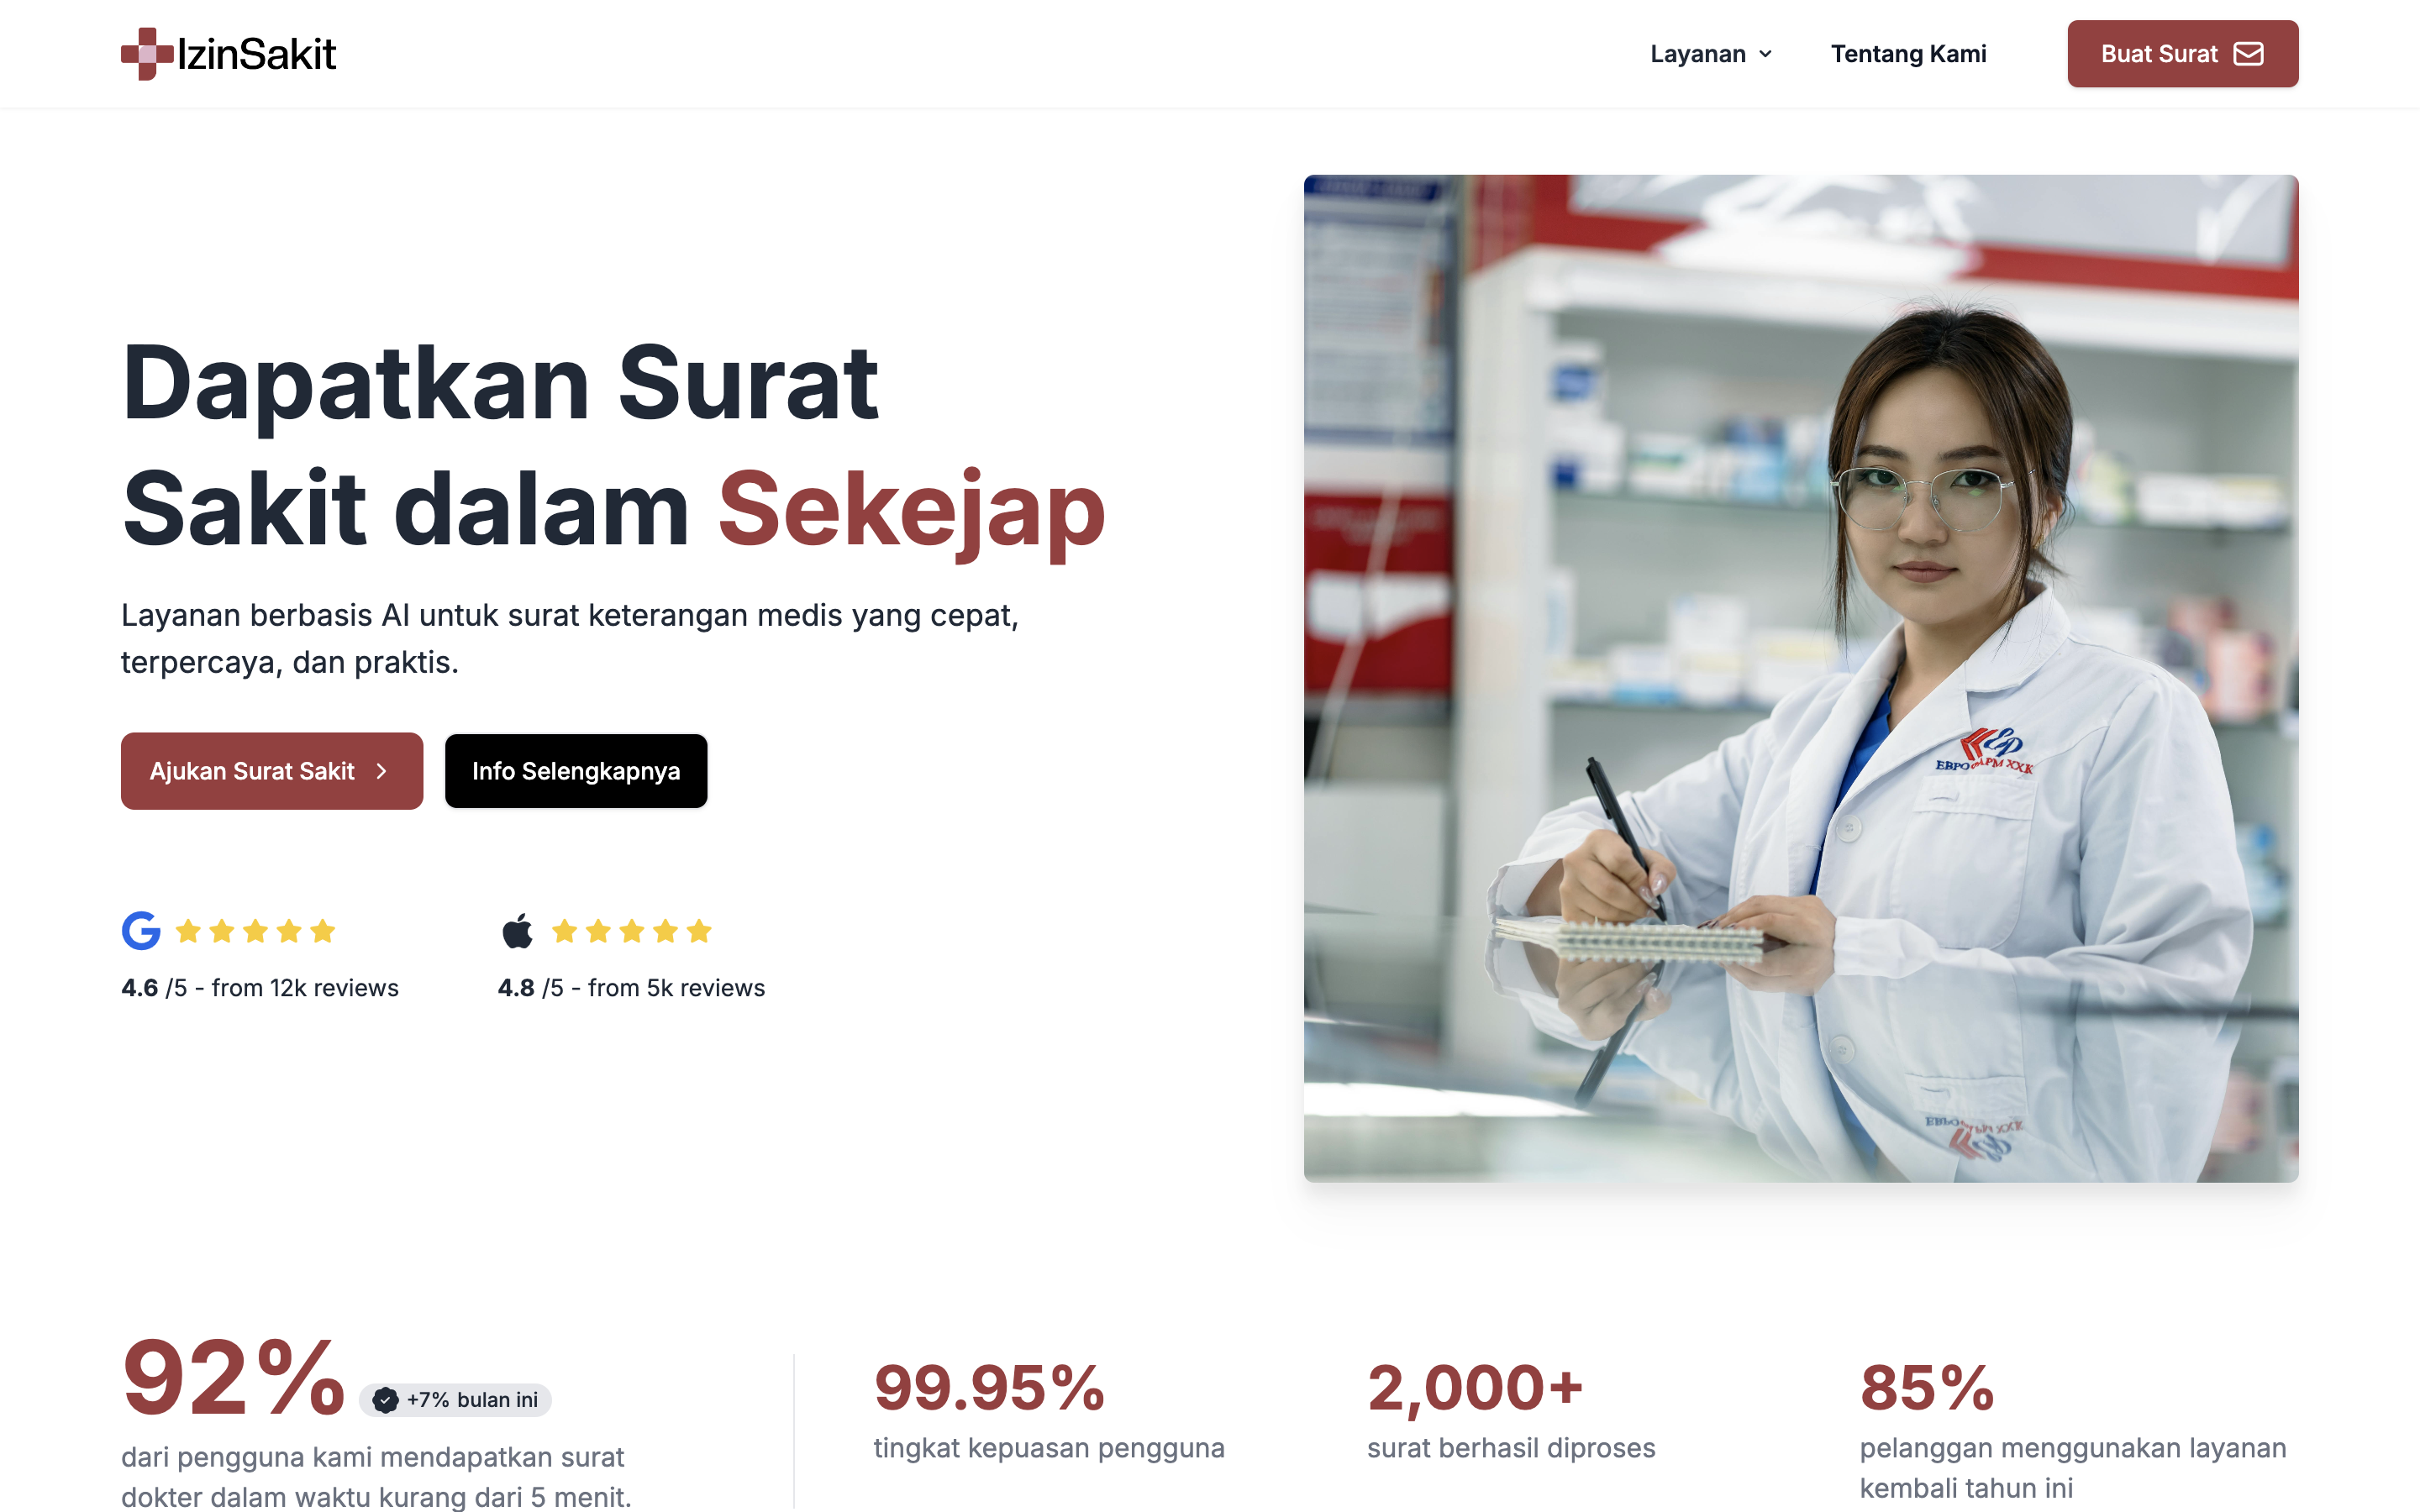 IzinSakit
Layanan
Tentang Kami
Buat Surat
Dapatkan Surat
Sakit dalam Sekejap
Layanan berbasis AI untuk surat keterangan medis yang cepat,
terpercaya, dan praktis.
Ajukan Surat Sakit
Info Selengkapnya
4.6 /5 - from 12k reviews
4.8 /5 - from 5k reviews
92%
+7% bulan ini
dari pengguna kami mendapatkan surat
dokter dalam waktu kurang dari 5 menit.
99.95%
tingkat kepuasan pengguna
2,000+
surat berhasil diproses
85%
pelanggan menggunakan layanan
kembali tahun ini